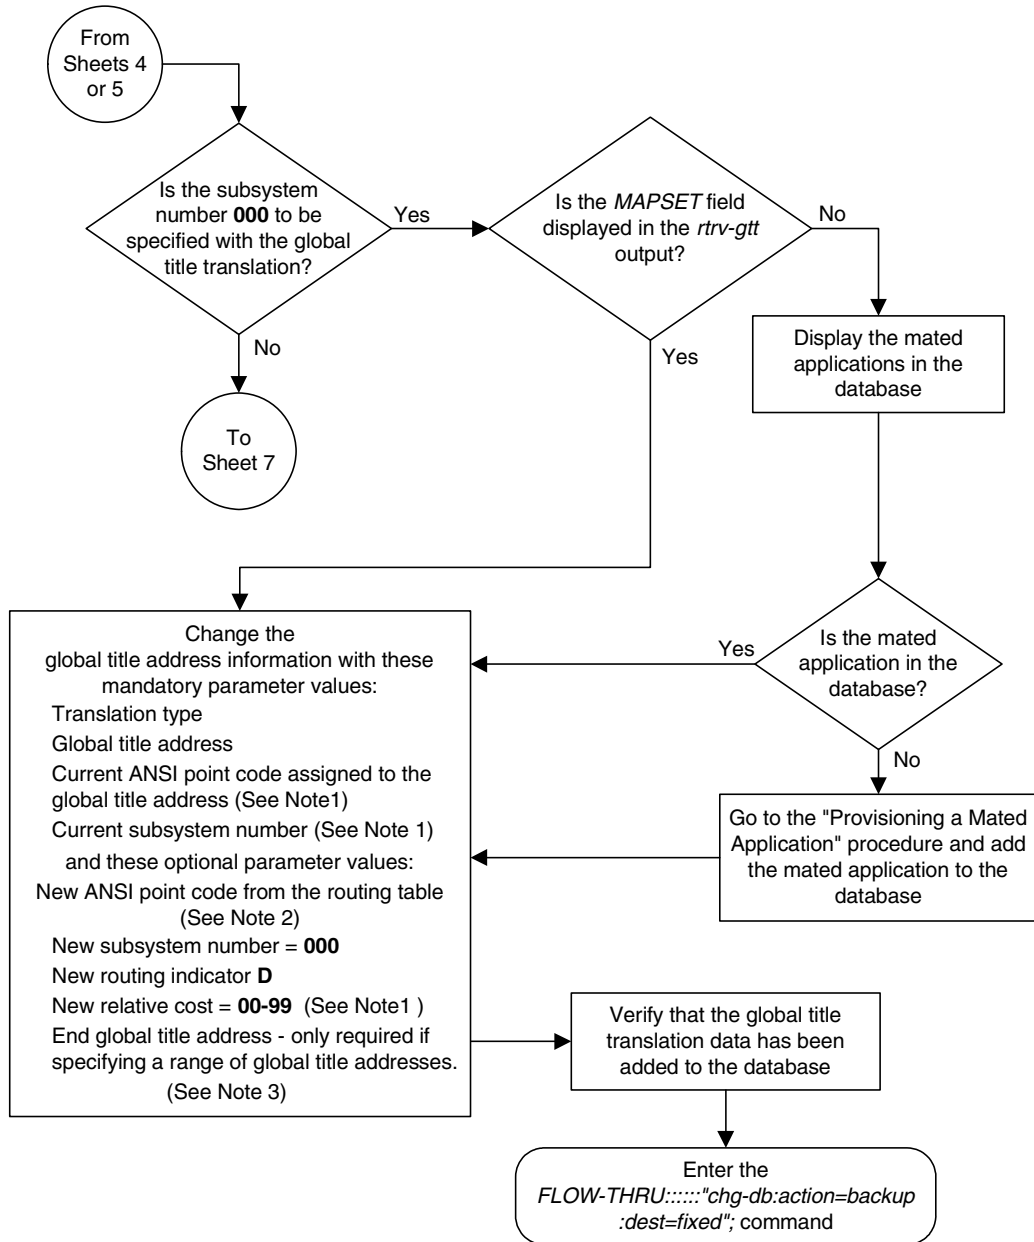 From
Sheets 4
or 5
Is the subsystem
number 000 to be
specified with the global
title translation?
Yes
No
To
Sheet 7
Is the MAPSET field
displayed in the rtrv-gtt
output?
No
Yes
Display the mated
applications in the
database
Is the mated
application in the
database?
Yes
No
Go to the "Provisioning a Mated
Application" procedure and add
the mated application to the
database
Change the
global title address information with these
mandatory parameter values:
Translation type
Global title address
Current ANSI point code assigned to the
global title address (See Note1)
Current subsystem number (See Note 1)
and these optional parameter values:
New ANSI point code from the routing table
(See Note 2)
New subsystem number = 000
New routing indicator D
New relative cost = 00-99 (See Note1 )
End global title address - only required if
specifying a range of global title addresses.
(See Note 3)
Verify that the global title
translation data has been
added to the database
Enter the
FLOW-THRU::::::"chg-db:action=backup
:dest=fixed"; command